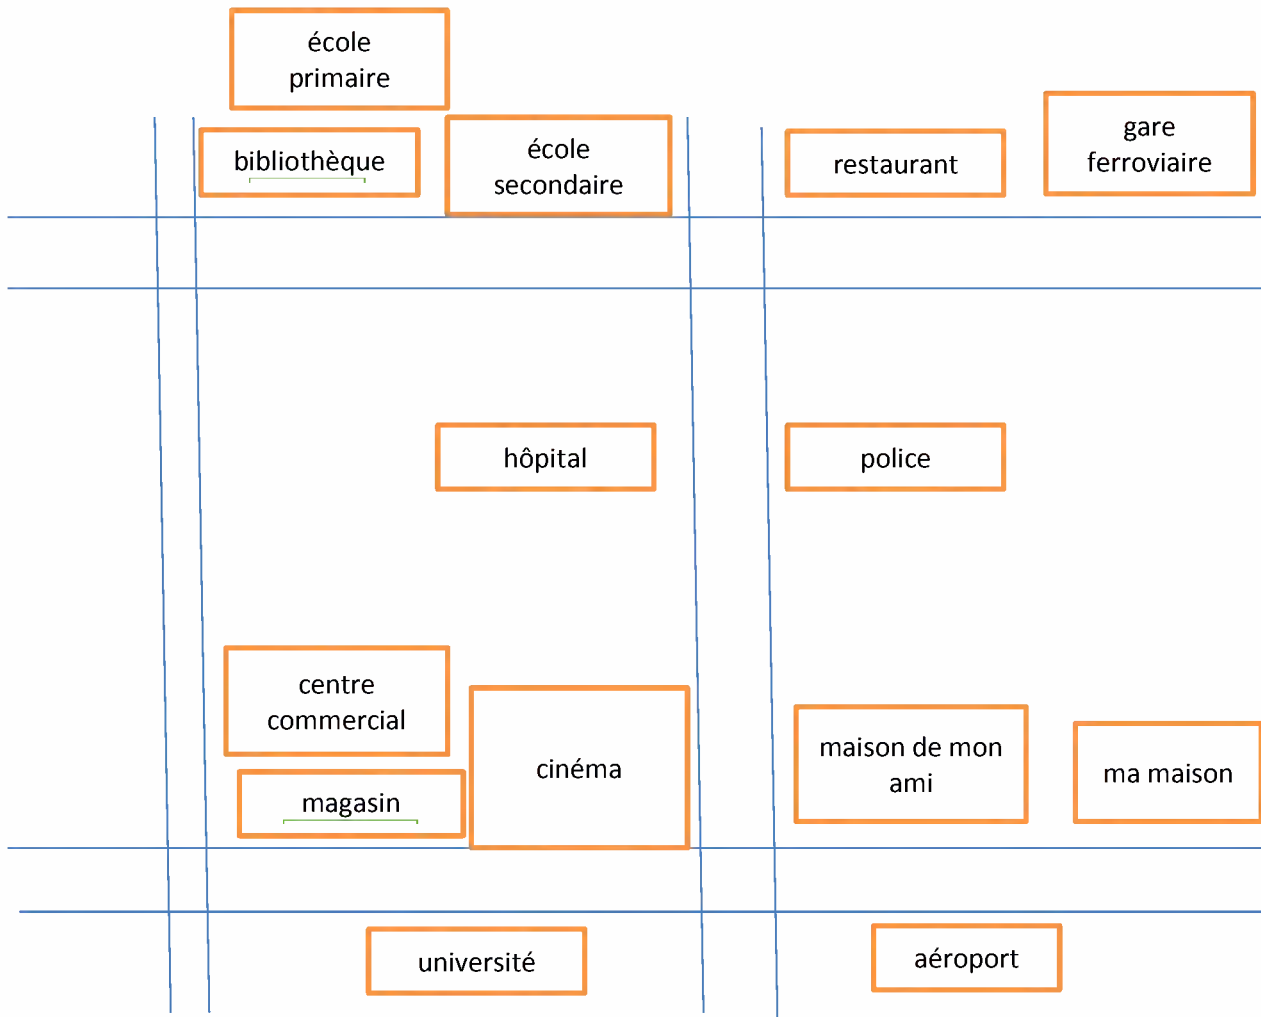 école
primaire
bibliothèque
école
secondaire
restaurant
gare
ferroviaire
hôpital
police
centre
commercial
magasin
cinéma
maison de mon
ami
ma maison
université
aéroport